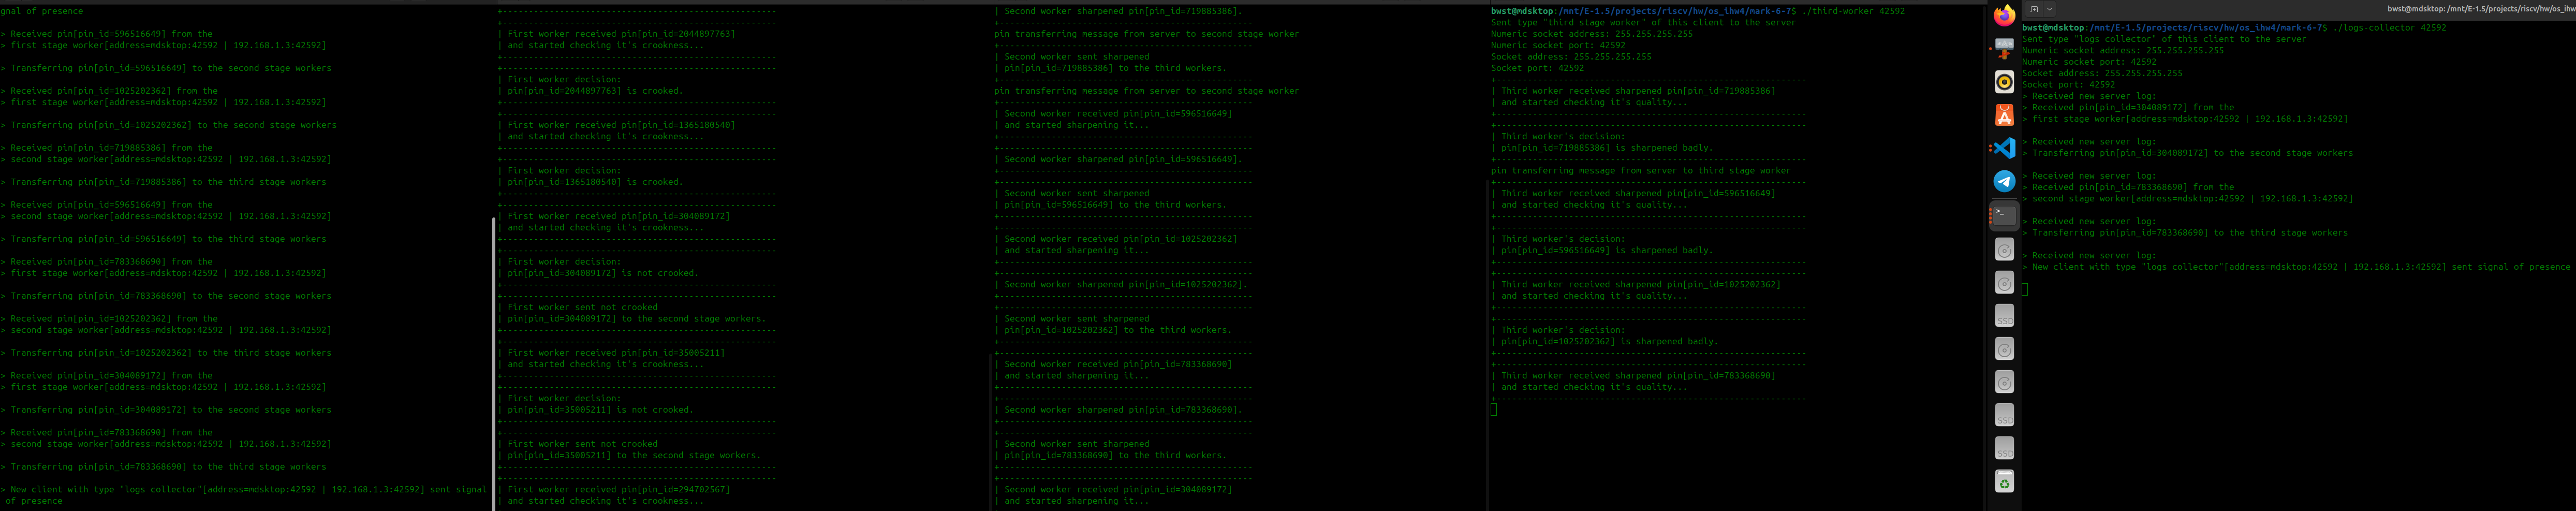 gnal of presence
> Received pin[pin_id=596516649] from the
> first stage worker[address=mdsktop:42592 | 192.168.1.3:42592]
> Transferring pin[pin_id=596516649] to the second stage workers
> Received pin[pin_id=1025202362] from the
> first stage worker[address=mdsktop:42592 | 192.168.1.3:42592]
> Transferring pin[pin_id=1025202362] to the second stage workers
> Received pin[pin_id=719885386] from the
> second stage worker[address=mdsktop:42592 | 192.168.1.3:42592]
> Transferring pin[pin_id=719885386] to the third stage workers
> Received pin[pin_id=596516649] from the
> second stage worker[address=mdsktop:42592 | 192.168.1.3:42592]
> Transferring pin[pin_id=596516649] to the third stage workers
> Received pin[pin_id=783368690] from the
> first stage worker[address=mdsktop:42592 | 192.168.1.3:42592]
> Transferring pin[pin_id=783368690] to the second stage workers
> Received pin[pin_id=1025202362] from the
> second stage worker[address=mdsktop:42592 | 192.168.1.3:42592]
> Transferring pin[pin_id=1025202362] to the third stage workers
> Received pin[pin_id=304089172] from the
> first stage worker[address=mdsktop:42592 | 192.168.1.3:42592]
> Transferring pin[pin_id=304089172] to the second stage workers
> Received pin[pin_id=783368690] from the
> second stage worker[address=mdsktop:42592 | 192.168.1.3:42592]
> Transferring pin[pin_id=783368690] to the third stage workers
> New client with type "logs collector"[address=mdsktop:42592 | 192.168.1.3:42592] sent signal
of presence
+-----------------------------------------------------
| First worker received pin[pin_id=2044897763]
| and started checking it's crookness...
+-----------------------------------------------------
+-----------------------------------------------------
| First worker decision:
| pin[pin_id=2044897763] is crooked.
+-----------------------------------------------------
+-----------------------------------------------------
| First worker received pin[pin_id=1365180540]
| and started checking it's crookness...
+-----------------------------------------------------
+-----------------------------------------------------
| First worker decision:
| pin[pin_id=1365180540] is crooked.
+-----------------------------------------------------
+-----------------------------------------------------
| First worker received pin[pin_id=304089172]
| and started checking it's crookness...
+-----------------------------------------------------
+-----------------------------------------------------
| First worker decision:
| pin[pin_id=304089172] is not crooked.
+-----------------------------------------------------
+-----------------------------------------------------
| First worker sent not crooked
| pin[pin_id=304089172] to the second stage workers.
+-----------------------------------------------------
+-----------------------------------------------------
| First worker received pin[pin_id=35005211]
| and started checking it's crookness...
+-----------------------------------------------------
+-----------------------------------------------------
| First worker decision:
| pin[pin_id=35005211] is not crooked.
+-----------------------------------------------------
+-----------------------------------------------------
| First worker sent not crooked
| pin[pin_id=35005211] to the second stage workers.
+-----------------------------------------------------
+-----------------------------------------------------
| First worker received pin[pin_id=294702567]
| and started checking it's crookness...
| Second worker sharpened pin[pin_id=719885386].
+-------------------------------------------------
pin transferring message from server to second stage worker
+-------------------------------------------------
| Second worker sent sharpened
| pin[pin_id=719885386] to the third workers.
+-------------------------------------------------
pin transferring message from server to second stage worker
+-------------------------------------------------
| Second worker received pin[pin_id=596516649]
| and started sharpening it...
+-------------------------------------------------
+-------------------------------------------------
| Second worker sharpened pin[pin_id=596516649].
+-------------------------------------------------
+-------------------------------------------------
| Second worker sent sharpened
| pin[pin_id=596516649] to the third workers.
+-------------------------------------------------
+-------------------------------------------------
| Second worker received pin[pin_id=1025202362]
| and started sharpening it...
+-------------------------------------------------
+-------------------------------------------------
| Second worker sharpened pin[pin_id=1025202362].
+-------------------------------------------------
+-------------------------------------------------
| Second worker sent sharpened
| pin[pin_id=1025202362] to the third workers.
+-------------------------------------------------
+-------------------------------------------------
| Second worker received pin[pin_id=783368690]
| and started sharpening it...
+-------------------------------------------------
+-------------------------------------------------
| Second worker sharpened pin[pin_id=783368690].
+-------------------------------------------------
+-------------------------------------------------
| Second worker sent sharpened
| pin[pin_id=783368690] to the third workers.
+-------------------------------------------------
+-------------------------------------------------
| Second worker received pin[pin_id=304089172]
| and started sharpening it...
bwst@mdsktop:/mnt/E-1.5/projects/riscv/hw/os_ihw4/mark-6-7$ ./third-worker 42592
Sent type "third stage worker" of this client to the server
Numeric socket address: 255.255.255.255
Numeric socket port: 42592
Socket address: 255.255.255.255
Socket port: 42592
+------------------------------------------------------------
| Third worker received sharpened pin[pin_id=719885386]
| and started checking it's quality...
+------------------------------------------------------------
+------------------------------------------------------------
| Third worker's decision:
| pin[pin_id=719885386] is sharpened badly.
+------------------------------------------------------------
pin transferring message from server to third stage worker
+------------------------------------------------------------
| Third worker received sharpened pin[pin_id=596516649]
| and started checking it's quality...
+------------------------------------------------------------
+------------------------------------------------------------
| Third worker's decision:
| pin[pin_id=596516649] is sharpened badly.
+------------------------------------------------------------
+------------------------------------------------------------
| Third worker received sharpened pin[pin_id=1025202362]
| and started checking it's quality...
+------------------------------------------------------------
+------------------------------------------------------------
| Third worker's decision:
| pin[pin_id=1025202362] is sharpened badly.
+------------------------------------------------------------
+------------------------------------------------------------
| Third worker received sharpened pin[pin_id=783368690]
| and started checking it's quality...
+------------------------------------------------------------
SSD
SSD
SSD
bwst@mdsktop: /mnt/E-1.5/projects/riscv/hw/os_ihw
bwst@mdsktop:/mnt/E-1.5/projects/riscv/hw/os_ihw4/mark-6-7$ ./logs-collector 42592
Sent type "logs collector" of this client to the server
Numeric socket address: 255.255.255.255
Numeric socket port: 42592
Socket address: 255.255.255.255
Socket port: 42592
> Received new server log:
> Received pin[pin_id=304089172] from the
> first stage worker[address=mdsktop:42592 | 192.168.1.3:42592]
> Received new server log:
> Transferring pin[pin_id=304089172] to the second stage workers
> Received new server log:
> Received pin[pin_id=783368690] from the
> second stage worker[address=mdsktop:42592 | 192.168.1.3:42592]
> Received new server log:
> Transferring pin[pin_id=783368690] to the third stage workers
> Received new server log:
> New client with type "logs collector"[address=mdsktop:42592 | 192.168.1.3:42592] sent signal of presence